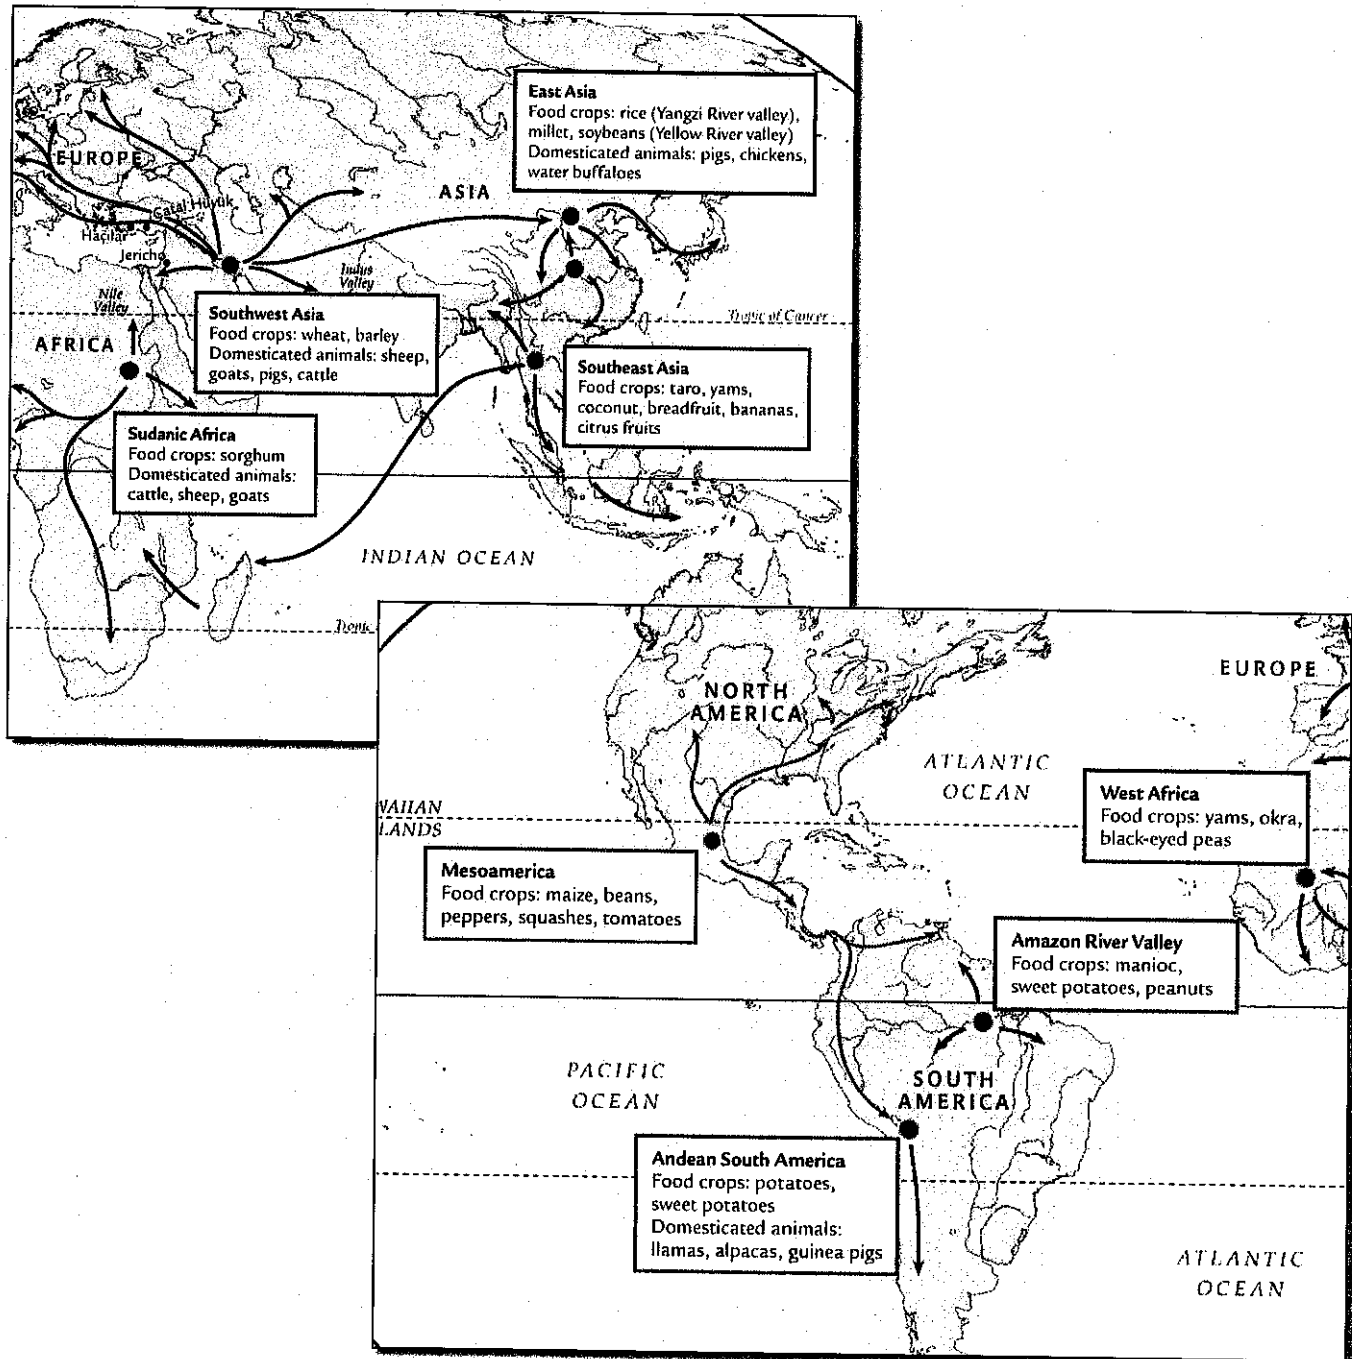 East Asia
Food crops: rice (Yangzi River valley),
millet, soybeans (Yellow River valley)
Domesticated animals: pigs, chickens,
water buffaloes
EUROPE
ASIA
Çatal Hüyük
Hacilar
Jericho
Nile
Valley
Indus
Valley
Tropic of Cancer
Southwest Asia
Food crops: wheat, barley
Domesticated animals: sheep,
goats, pigs, cattle
AFRICA
Southeast Asia
Food crops: taro, yams,
coconut, breadfruit, bananas,
citrus fruits
Sudanic Africa
Food crops: sorghum
Domesticated animals:
cattle, sheep, goats
INDIAN OCEAN
Tropic
NORTH
AMERICA
EUROPE
ATLANTIC
OCEAN
WAIIAN
LANDS
West Africa
Food crops: yams, okra,
black-eyed peas
Mesoamerica
Food crops: maize, beans,
peppers, squashes, tomatoes
Amazon River Valley
Food crops: manioc,
sweet potatoes, peanuts
PACIFIC
OCEAN
SOUTH
AMERICA
Andean South America
Food crops: potatoes,
sweet potatoes
Domesticated animals:
llamas, alpacas, guinea pigs
ATLANTIC
OCEAN